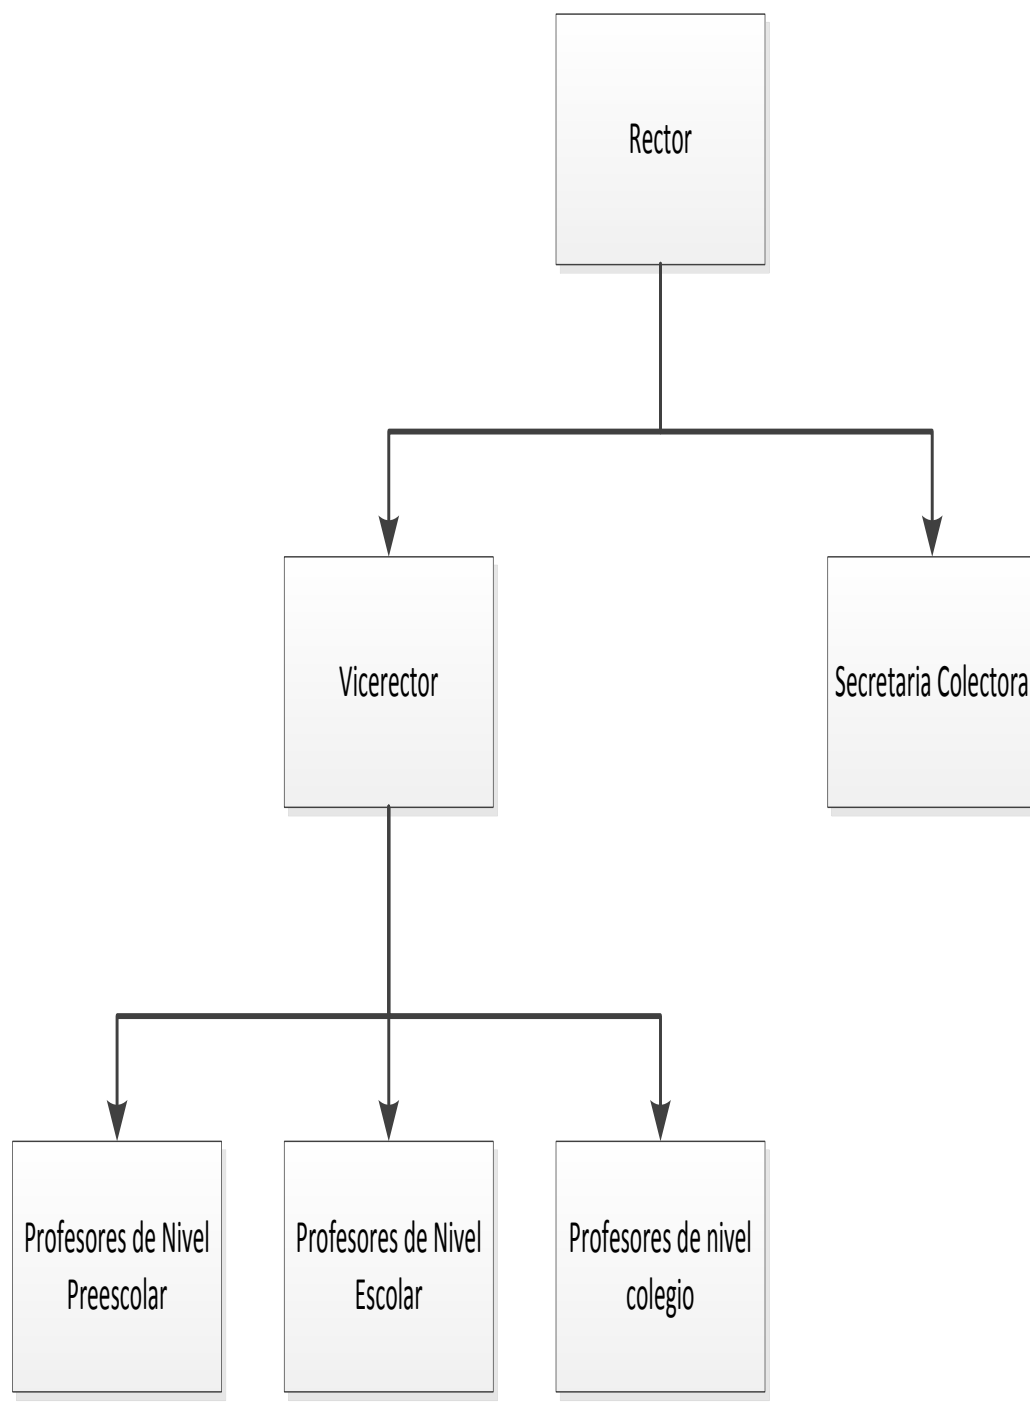 Rector
Vicerector
Secretaria Colectora
Profesores de Nivel
Preescolar
Profesores de Nivel
Escolar
Profesores de nivel
colegio